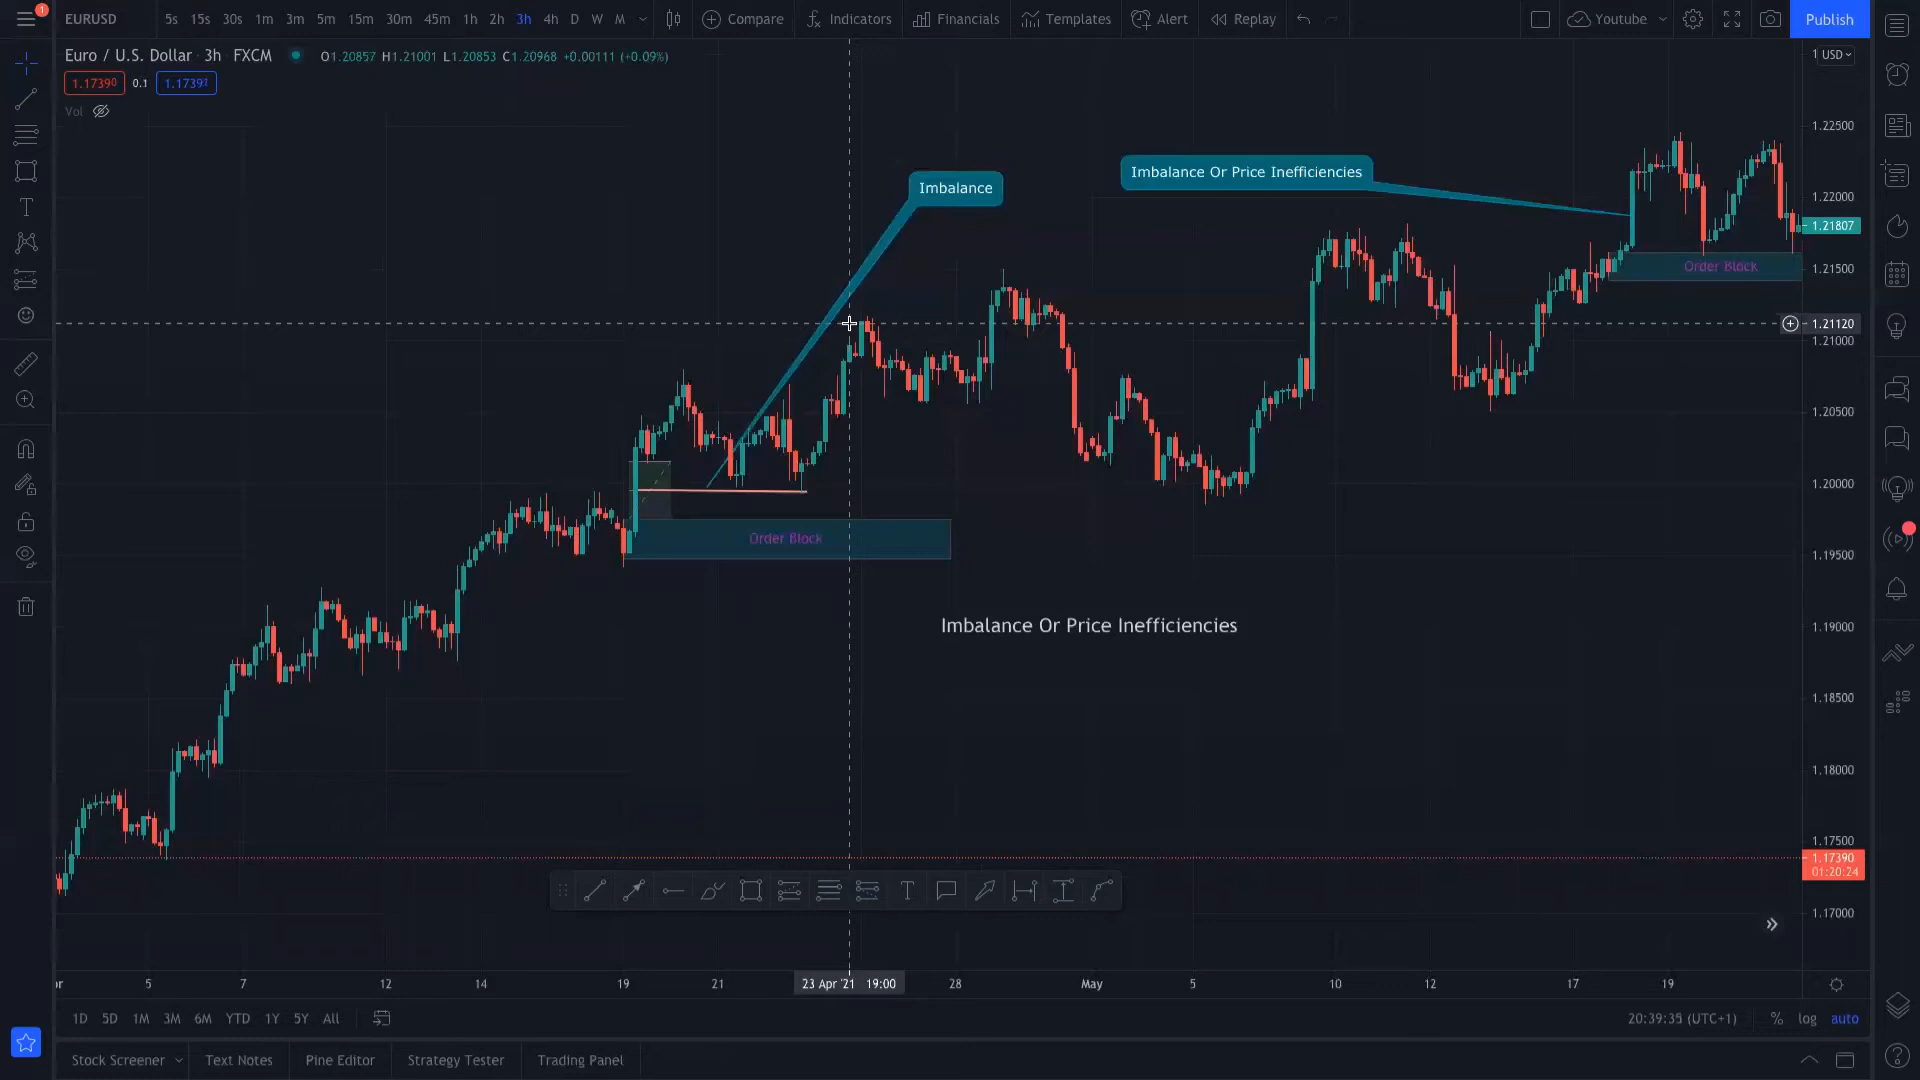 1
EURUSD 5s 15s 30s 1m 3m 5m 15m 30m 45m 1h 2h 3h 4h D W M Compare Indicators Financials Templates Alert Replay Youtube Publish
Euro / U.S. Dollar 3h FXCM O1.20857 H1.21001 L1.20853 C1.20968 +0.00111 (+0.09%)
1 USD
1.17390 0.1 1.17391
Vol
1.22500
Imbalance Or Price Inefficiencies
Imbalance
1.22000
1.21807
Order Block
1.21500
1.21120
1.21000
1.20500
1.20000
Order Block
1.19500
Imbalance Or Price Inefficiencies
1.19000
1.18500
1.18000
1.17500
1.17390
01:20:24
1.17000
5 7 12 14 19 21 23 Apr '21 19:00 28 May 5 10 12 17 19
1D 5D 1M 3M 6M YTD 1Y 5Y All 20:39:35 (UTC+1) % log auto
Stock Screener Text Notes Pine Editor Strategy Tester Trading Panel